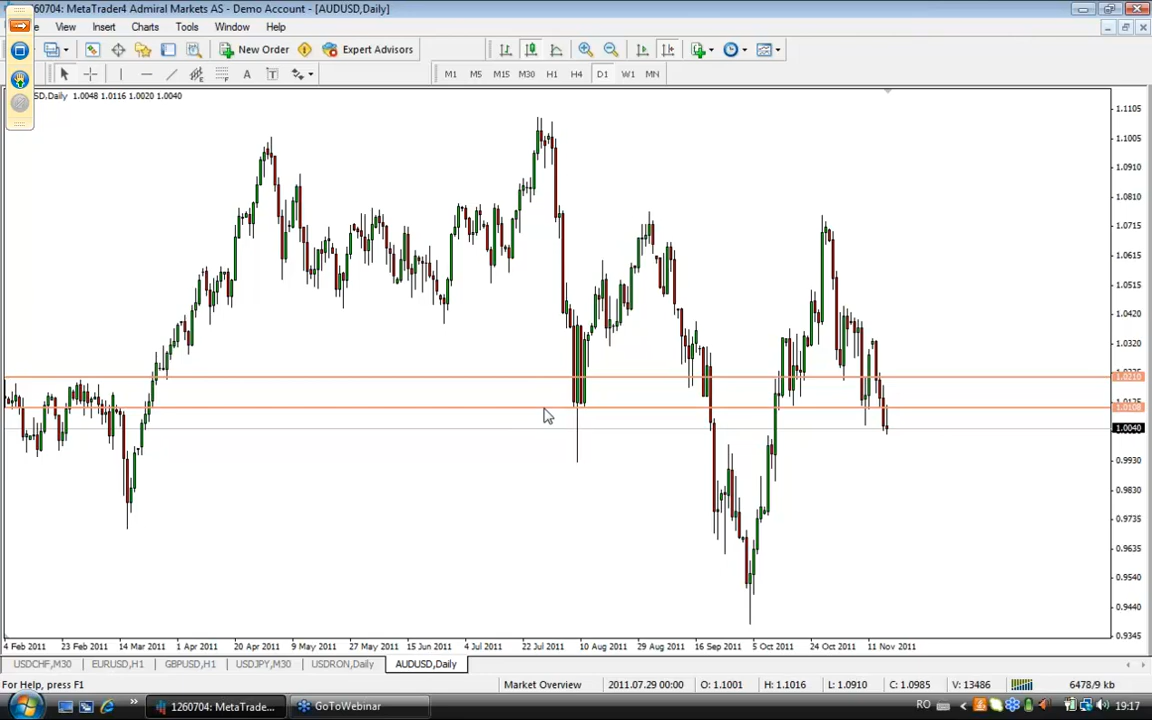 1260704: MetaTrader4 Admiral Markets AS - Demo Account - [AUDUSD,Daily]
View Insert Charts Tools Window Help
New Order Expert Advisors
A T M1 M5 M15 M30 H1 H4 D1 W1 MN
SD,Daily 1.0048 1.0116 1.0020 1.0040
1.1105
1.1005
1.0910
1.0810
1.0715
1.0615
1.0515
1.0420
1.0320
1.0210
1.0108
1.0040
0.9930
0.9830
0.9735
0.9635
0.9540
0.9440
0.9345
4 Feb 2011 23 Feb 2011 14 Mar 2011 1 Apr 2011 20 Apr 2011 9 May 2011 27 May 2011 15 Jun 2011 4 Jul 2011 22 Jul 2011 10 Aug 2011 29 Aug 2011 16 Sep 2011 5 Oct 2011 24 Oct 2011 11 Nov 2011
USDCHF,M30 EURUSD,H1 GBPUSD,H1 USDJPY,M30 USDRON,Daily AUDUSD,Daily
For Help, press F1 Market Overview 2011.07.29 00:00 O: 1.1001 H: 1.1016 L: 1.0910 C: 1.0985 V: 13486 6478/9 kb
1260704: MetaTra... GoToWebinar RO 19:17